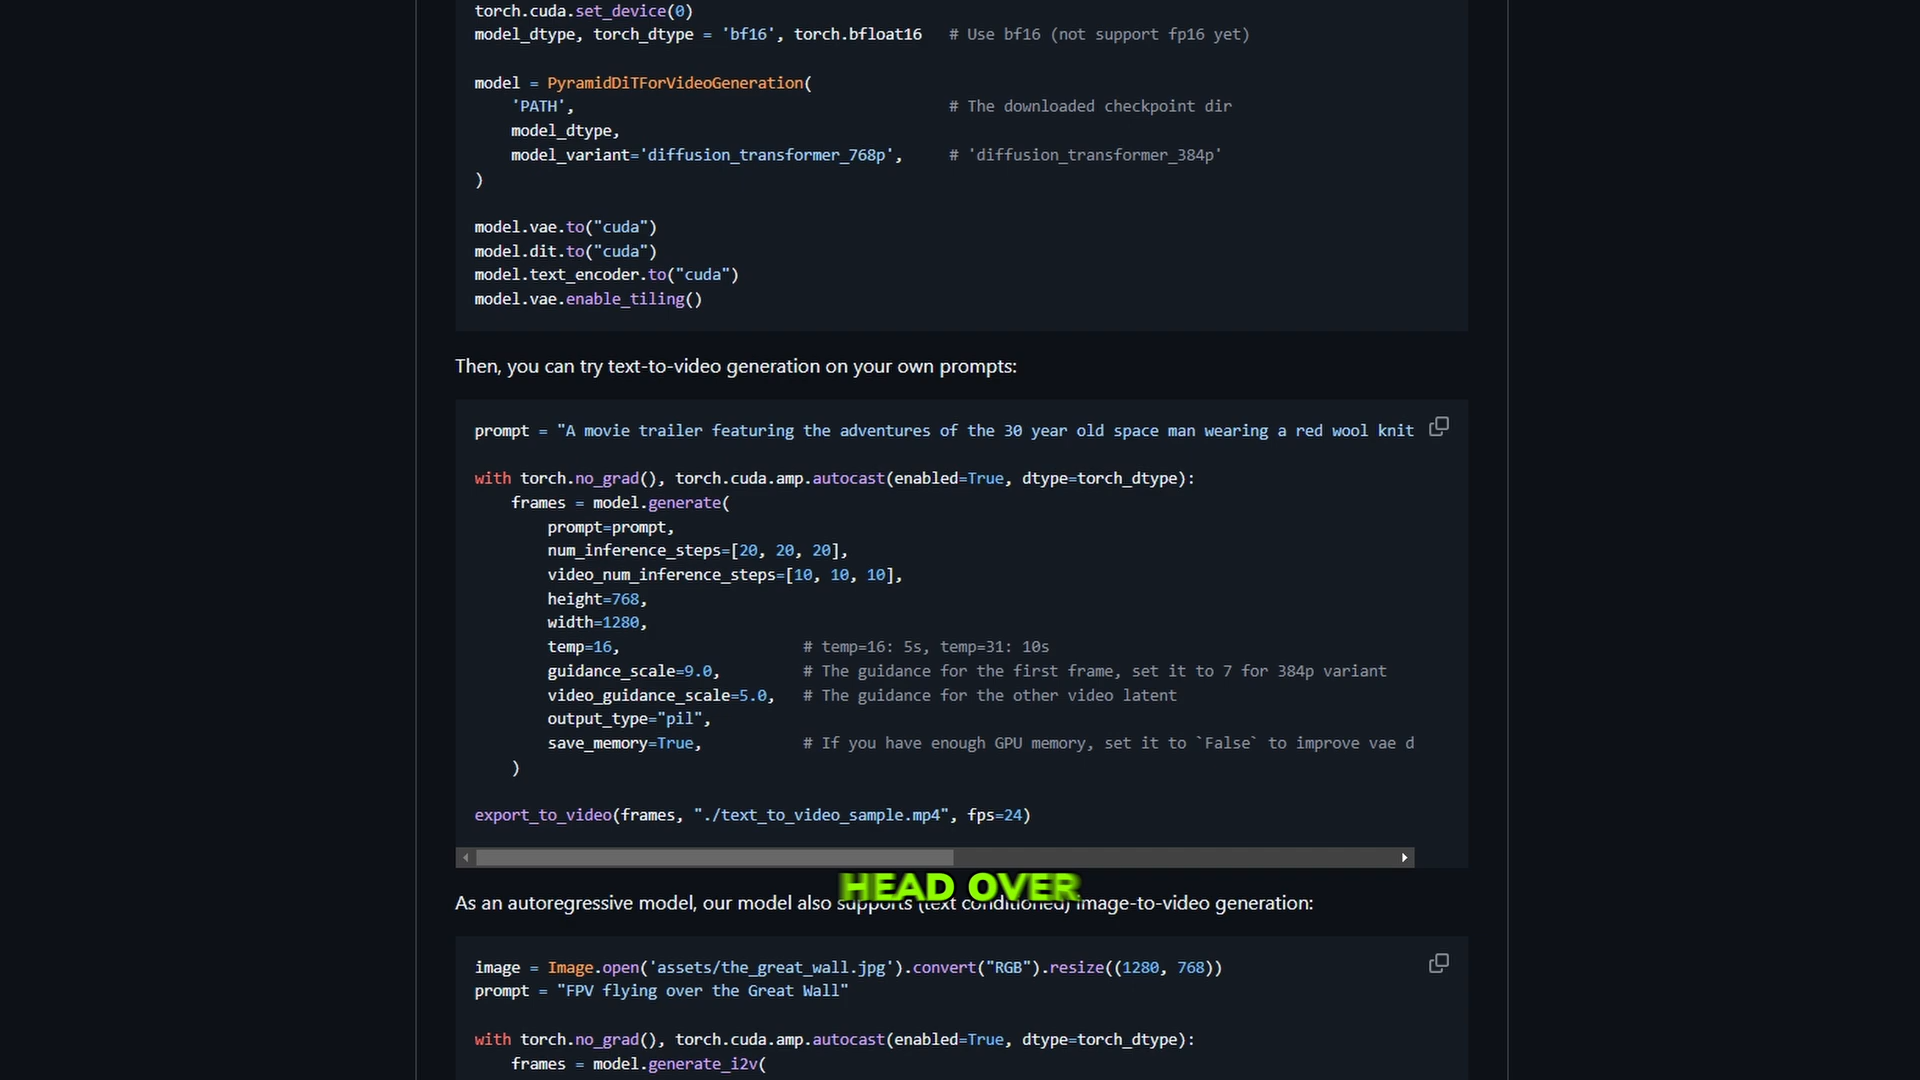 torch.cuda.set_device(0)
model_dtype, torch_dtype = 'bf16', torch.bfloat16   # Use bf16 (not support fp16 yet)
model = PyramidDiTForVideoGeneration(
    'PATH',                                         # The downloaded checkpoint dir
    model_dtype,
    model_variant='diffusion_transformer_768p',     # 'diffusion_transformer_384p'
)
model.vae.to("cuda")
model.dit.to("cuda")
model.text_encoder.to("cuda")
model.vae.enable_tiling()
Then, you can try text-to-video generation on your own prompts:
prompt = "A movie trailer featuring the adventures of the 30 year old space man wearing a red wool knit
with torch.no_grad(), torch.cuda.amp.autocast(enabled=True, dtype=torch_dtype):
    frames = model.generate(
        prompt=prompt,
        num_inference_steps=[20, 20, 20],
        video_num_inference_steps=[10, 10, 10],
        height=768,
        width=1280,
        temp=16,                    # temp=16: 5s, temp=31: 10s
        guidance_scale=9.0,         # The guidance for the first frame, set it to 7 for 384p variant
        video_guidance_scale=5.0,   # The guidance for the other video latent
        output_type="pil",
        save_memory=True,           # If you have enough GPU memory, set it to `False` to improve vae d
    )
export_to_video(frames, "./text_to_video_sample.mp4", fps=24)
HEAD OVER
As an autoregressive model, our model also supports (text conditioned) image-to-video generation:
image = Image.open('assets/the_great_wall.jpg').convert("RGB").resize((1280, 768))
prompt = "FPV flying over the Great Wall"
with torch.no_grad(), torch.cuda.amp.autocast(enabled=True, dtype=torch_dtype):
    frames = model.generate_i2v(